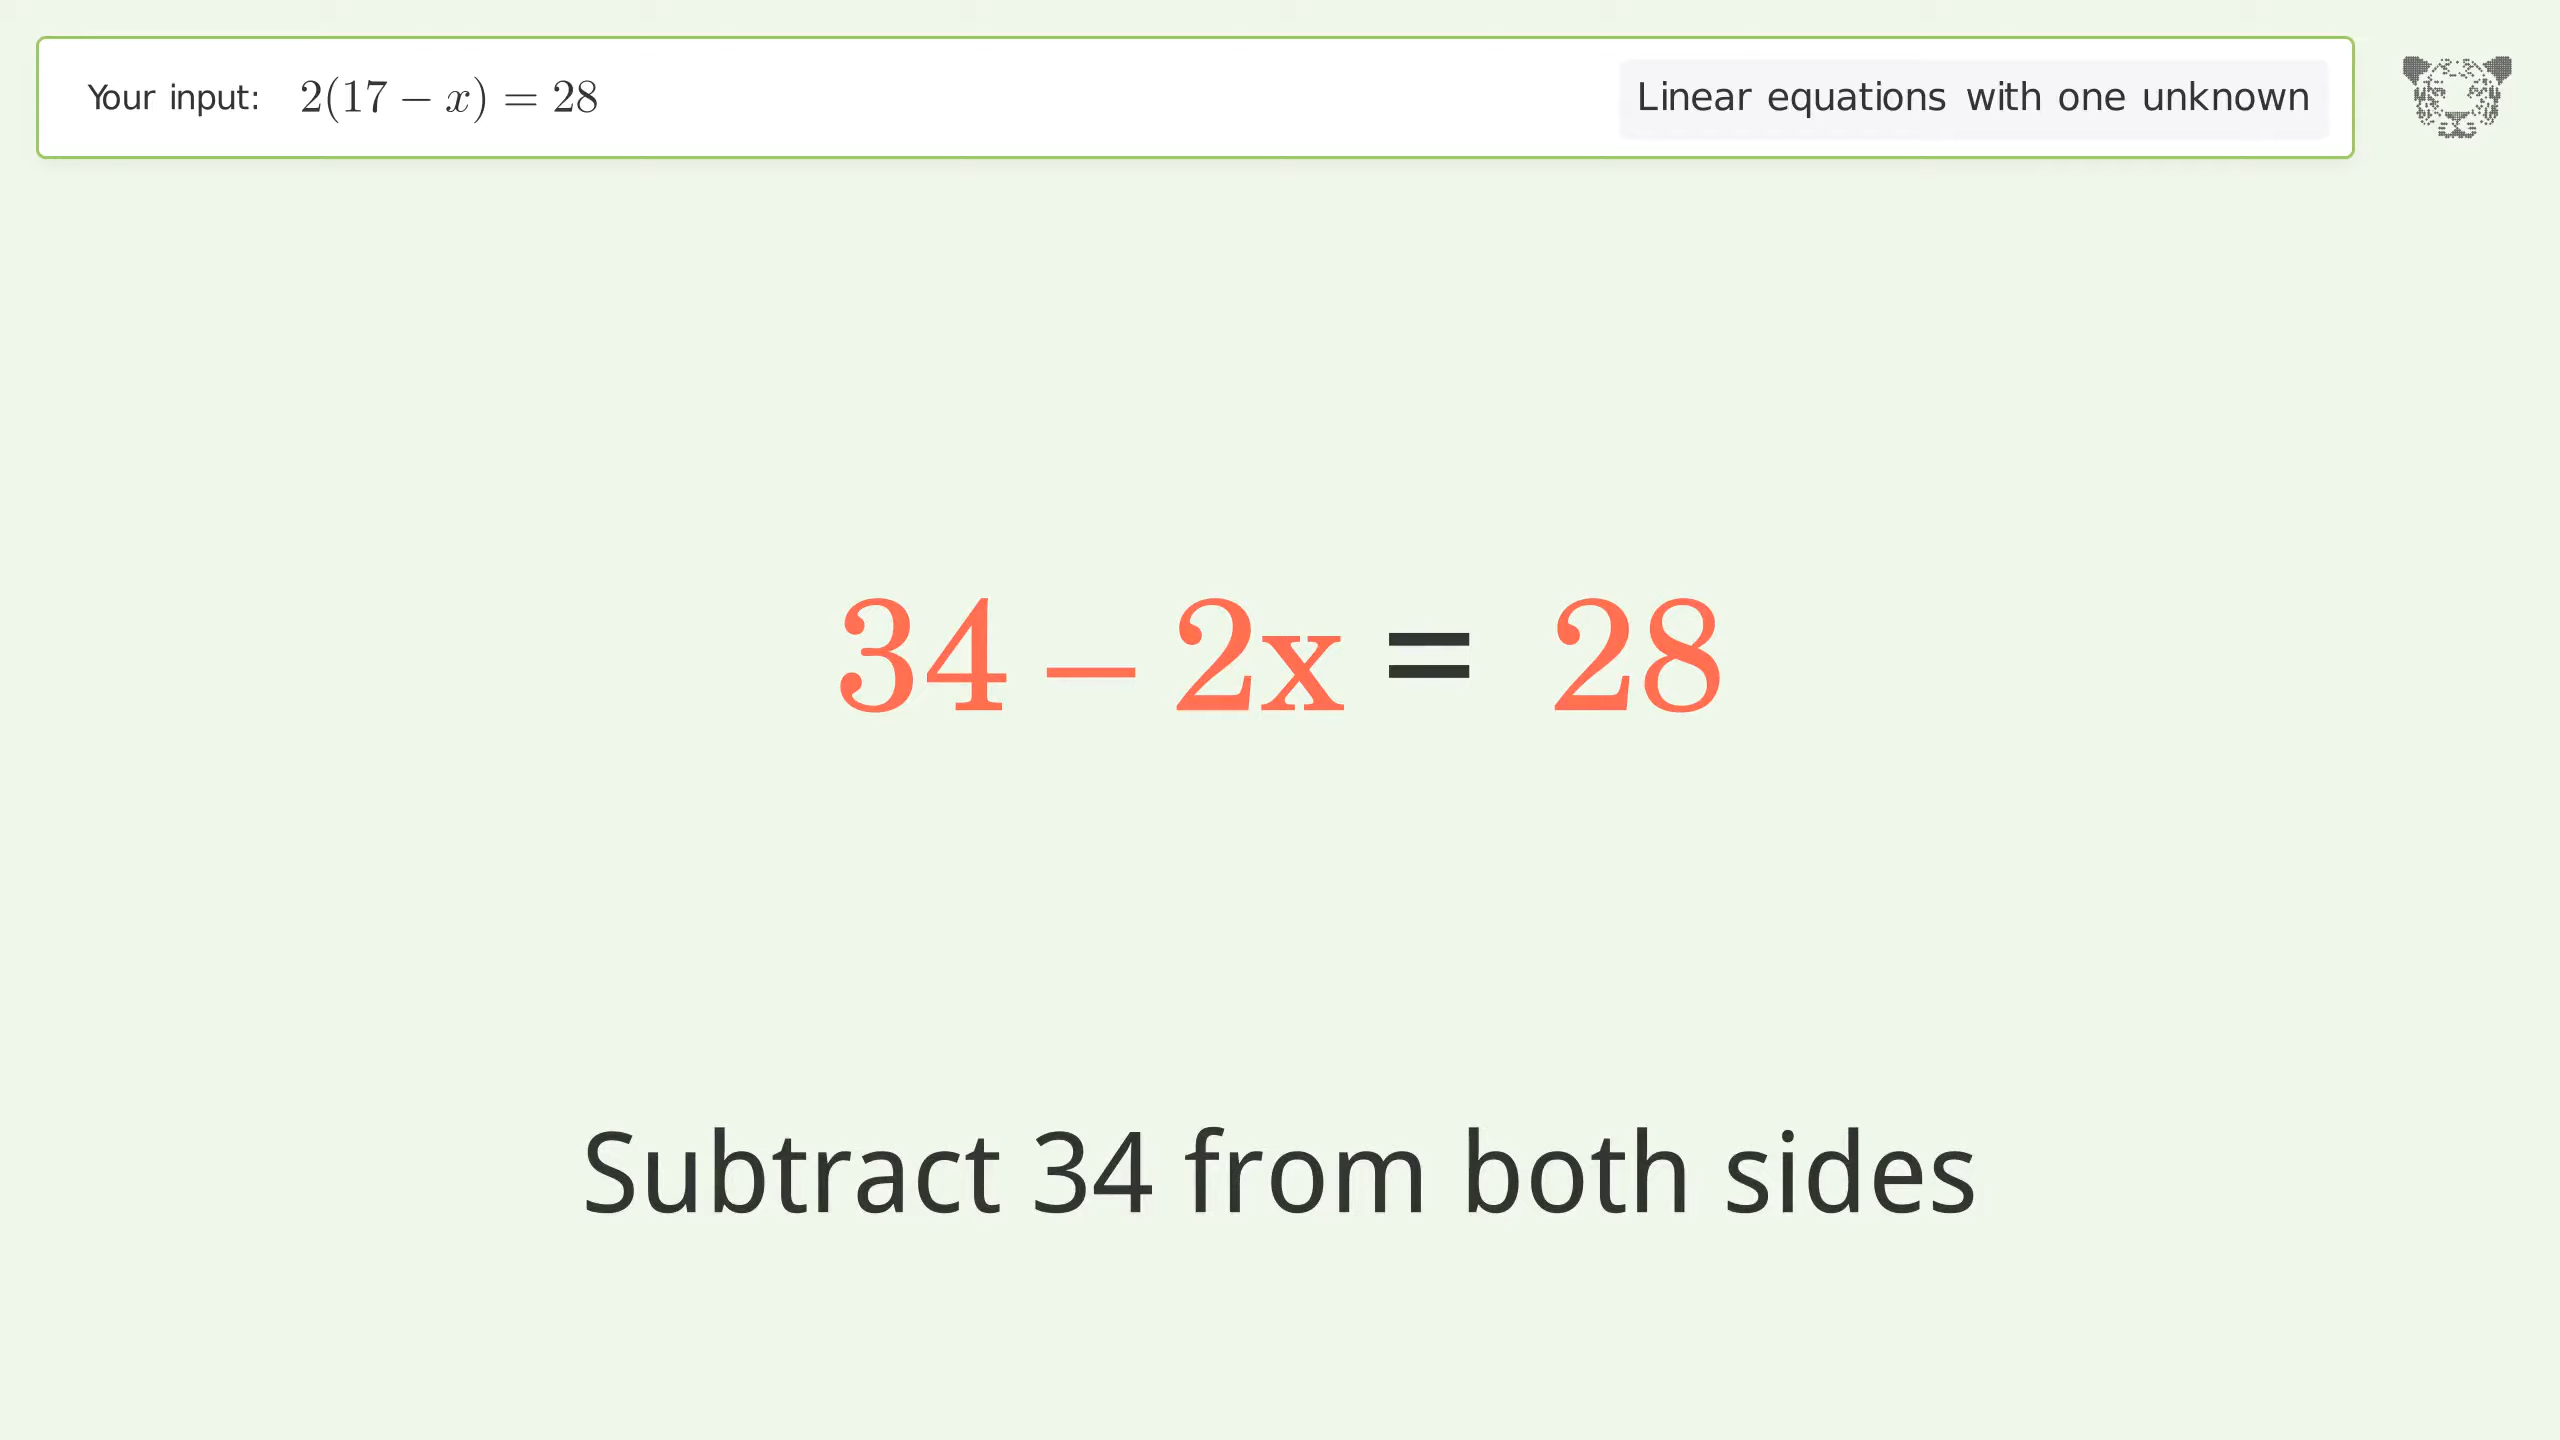 Your input: 2(17 − x) = 28
Linear equations with one unknown
34 − 2x = 28
Subtract 34 from both sides